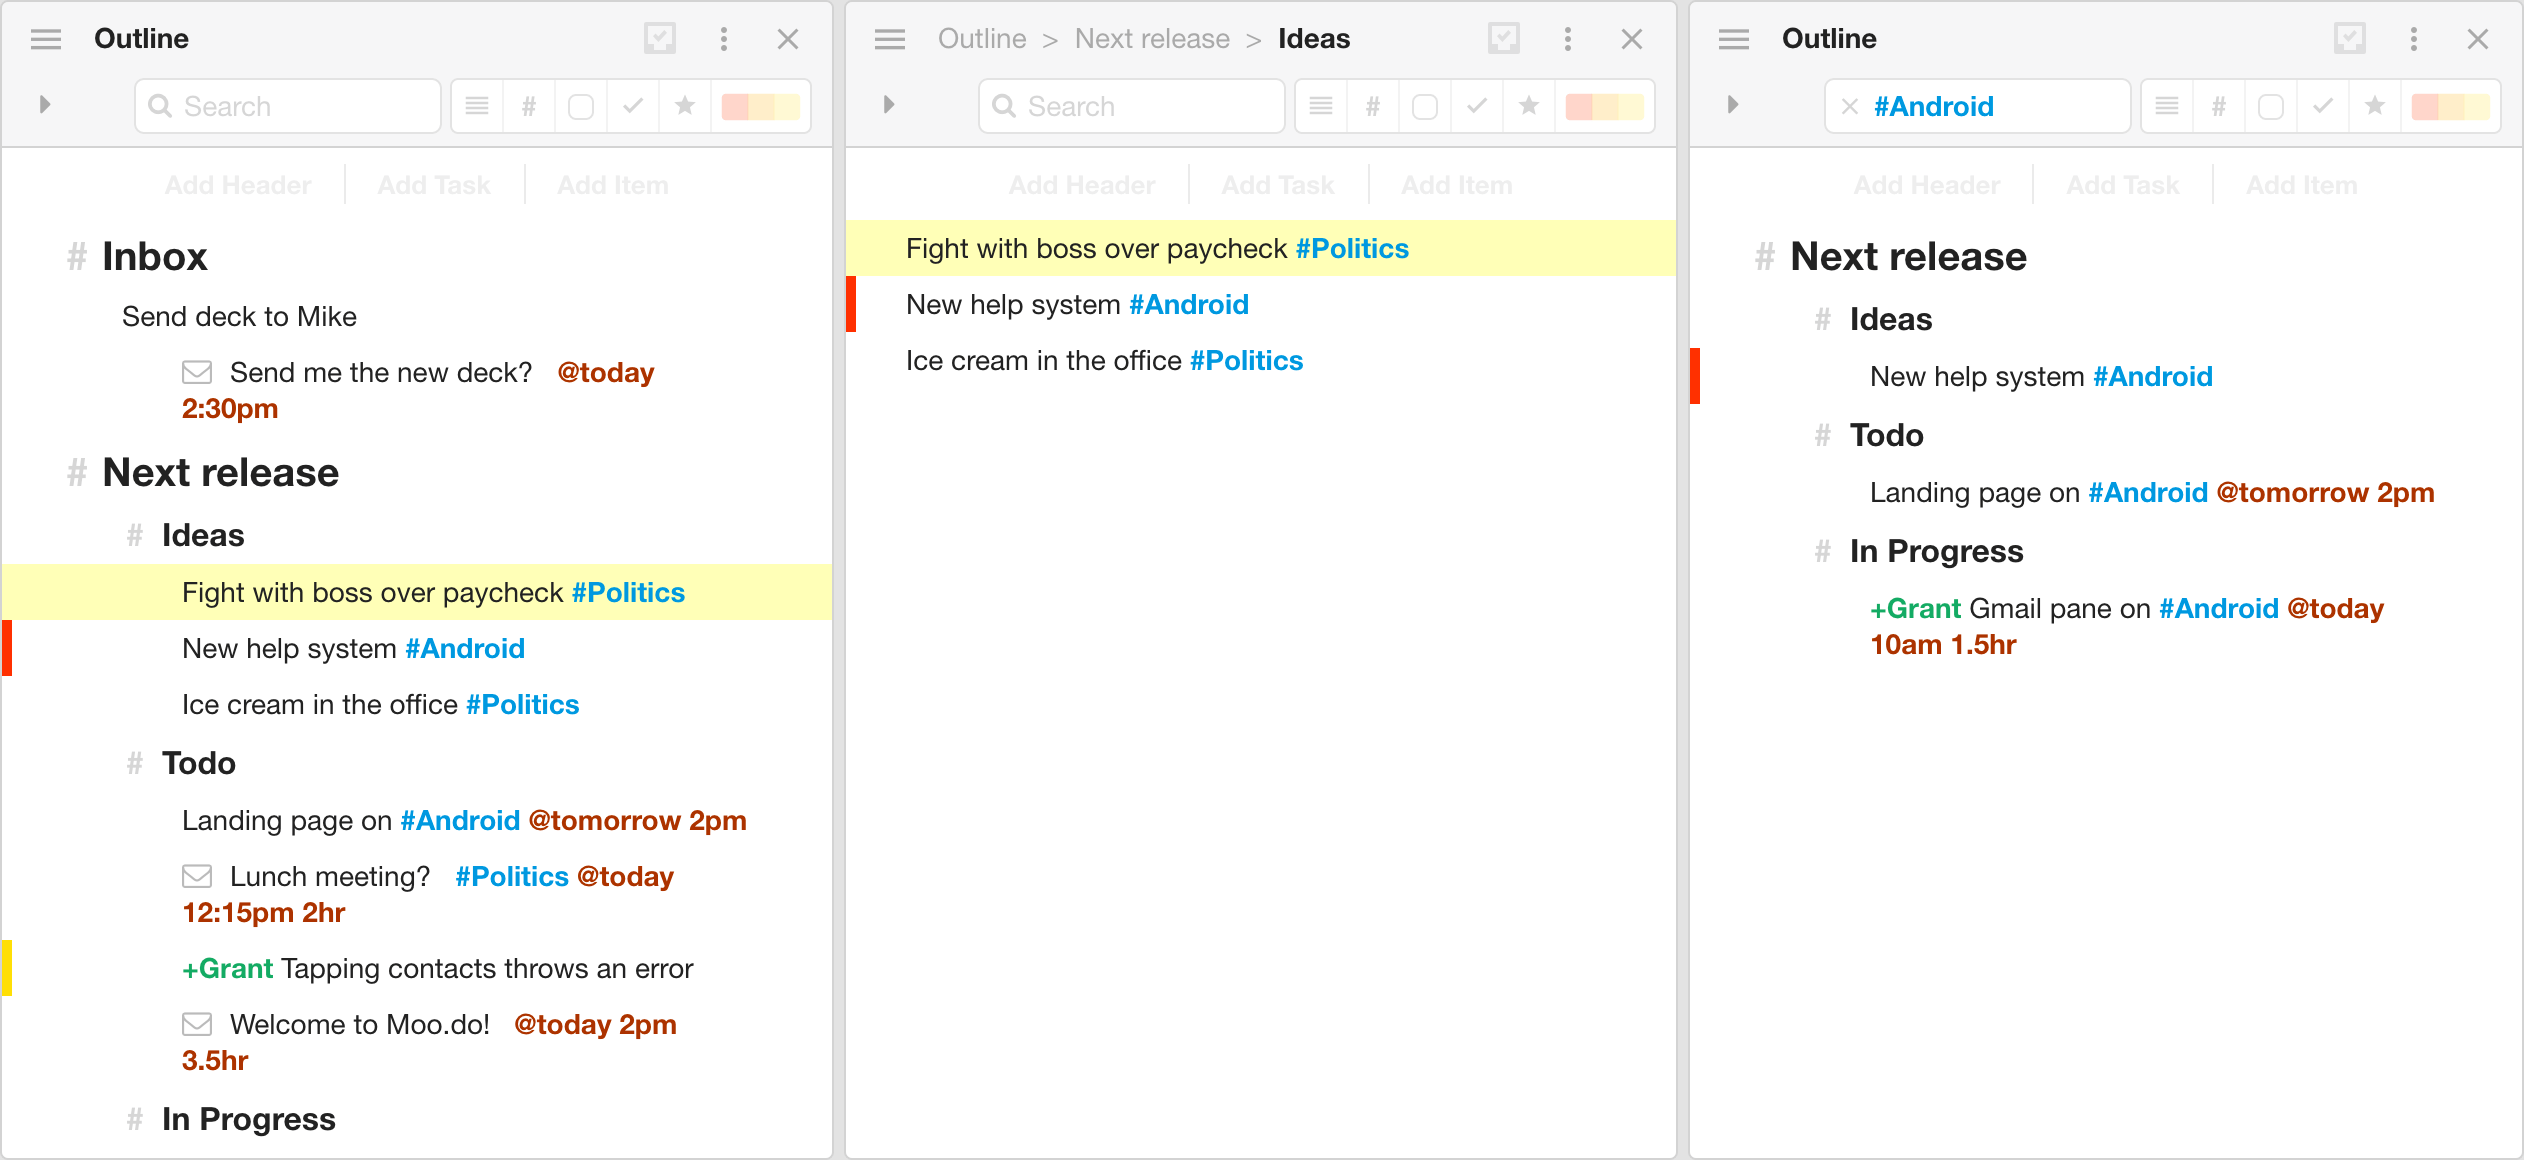 Outline
Search
#
Add Header
Add Task
Add Item
# Inbox
Send deck to Mike
Send me the new deck? @today
2:30pm
# Next release
# Ideas
Fight with boss over paycheck #Politics
New help system #Android
Ice cream in the office #Politics
# Todo
Landing page on #Android @tomorrow 2pm
Lunch meeting? #Politics @today
12:15pm 2hr
+Grant Tapping contacts throws an error
Welcome to Moo.do! @today 2pm
3.5hr
# In Progress
Outline > Next release > Ideas
Search
#
Add Header
Add Task
Add Item
Fight with boss over paycheck #Politics
New help system #Android
Ice cream in the office #Politics
Outline
#Android
#
Add Header
Add Task
Add Item
# Next release
# Ideas
New help system #Android
# Todo
Landing page on #Android @tomorrow 2pm
# In Progress
+Grant Gmail pane on #Android @today
10am 1.5hr